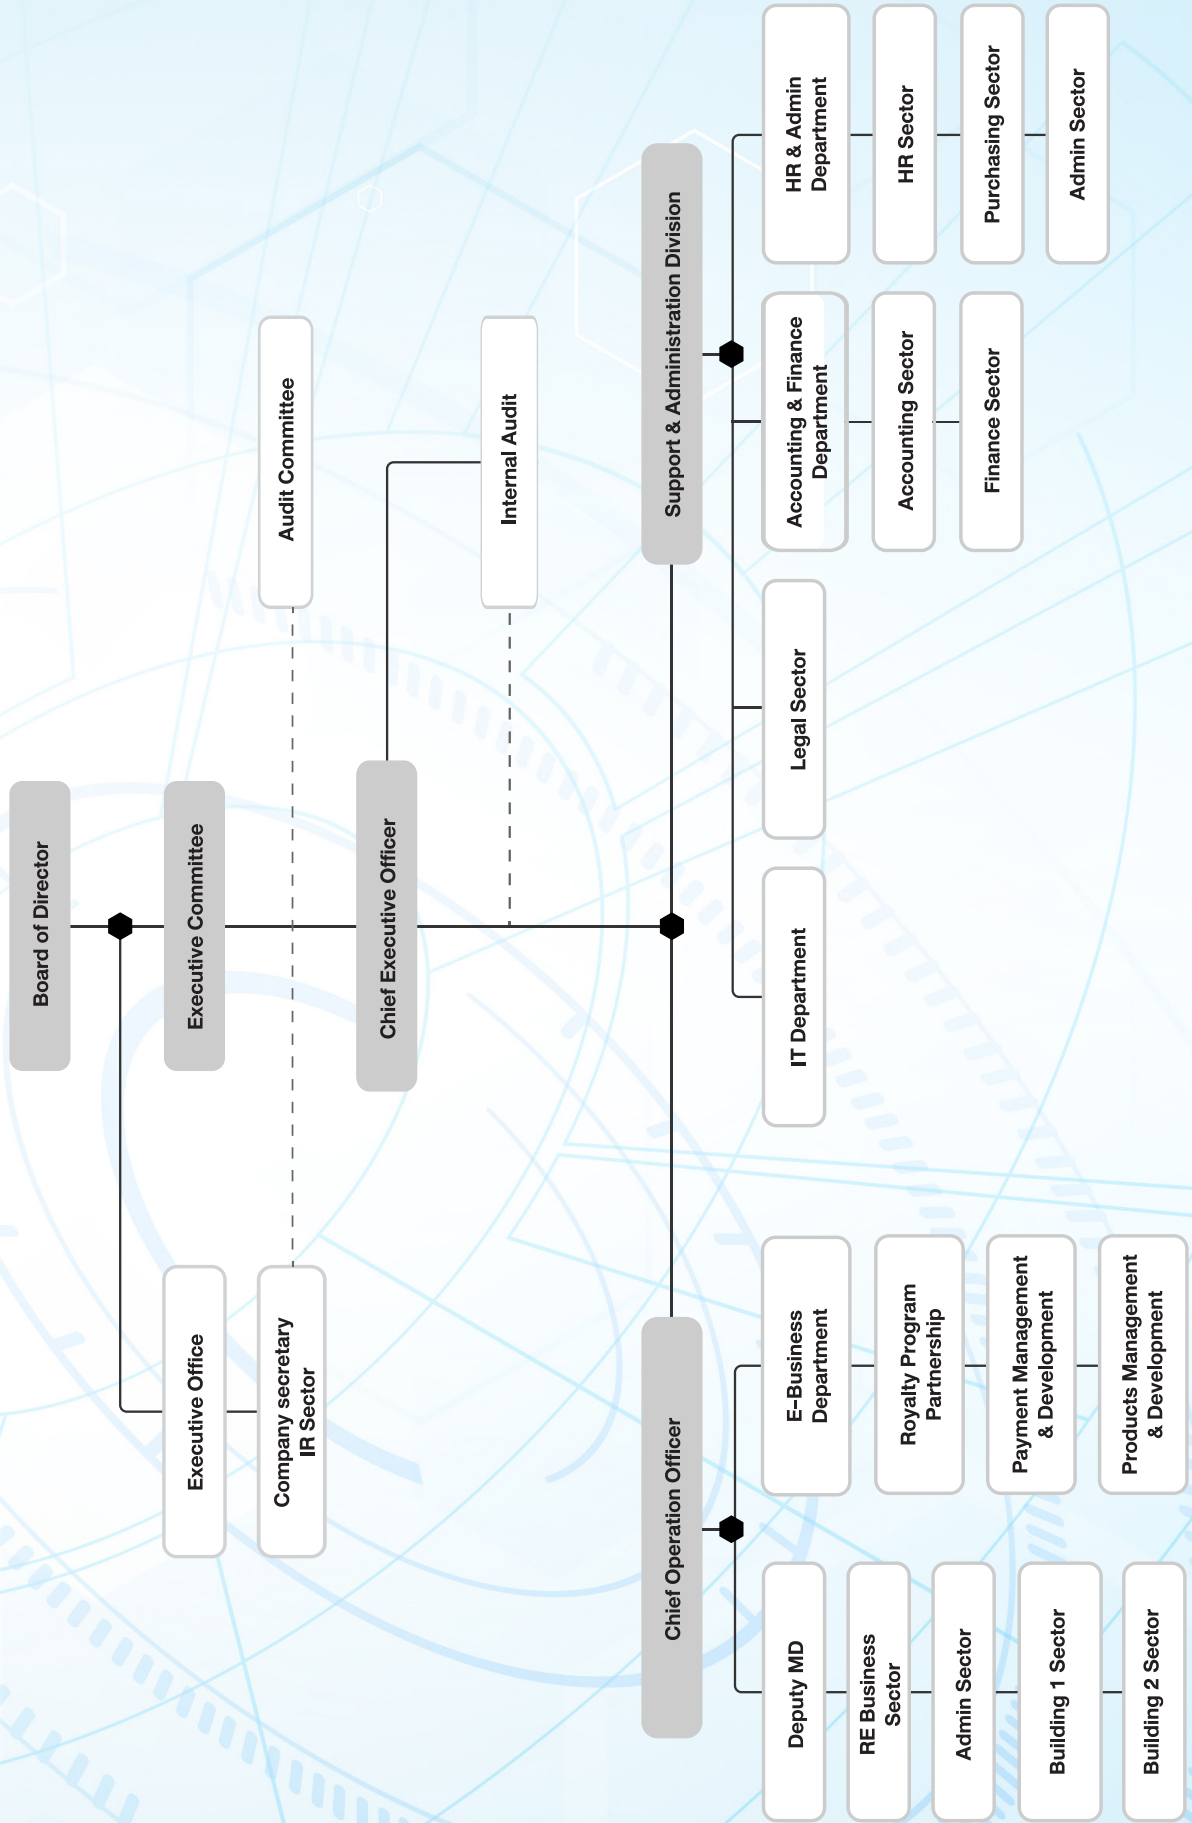 Board of Director
Executive Office
Executive Committee
Company secretary
IR Sector
Audit Committee
Chief Executive Officer
Internal Audit
Chief Operation Officer
Support & Administration Division
Deputy MD
RE Business
Sector
Admin Sector
Building 1 Sector
Building 2 Sector
E-Business
Department
Royalty Program
Partnership
Payment Management
& Development
Products Management
& Development
IT Department
Legal Sector
Accounting & Finance
Department
Accounting Sector
Finance Sector
HR & Admin
Department
HR Sector
Purchasing Sector
Admin Sector